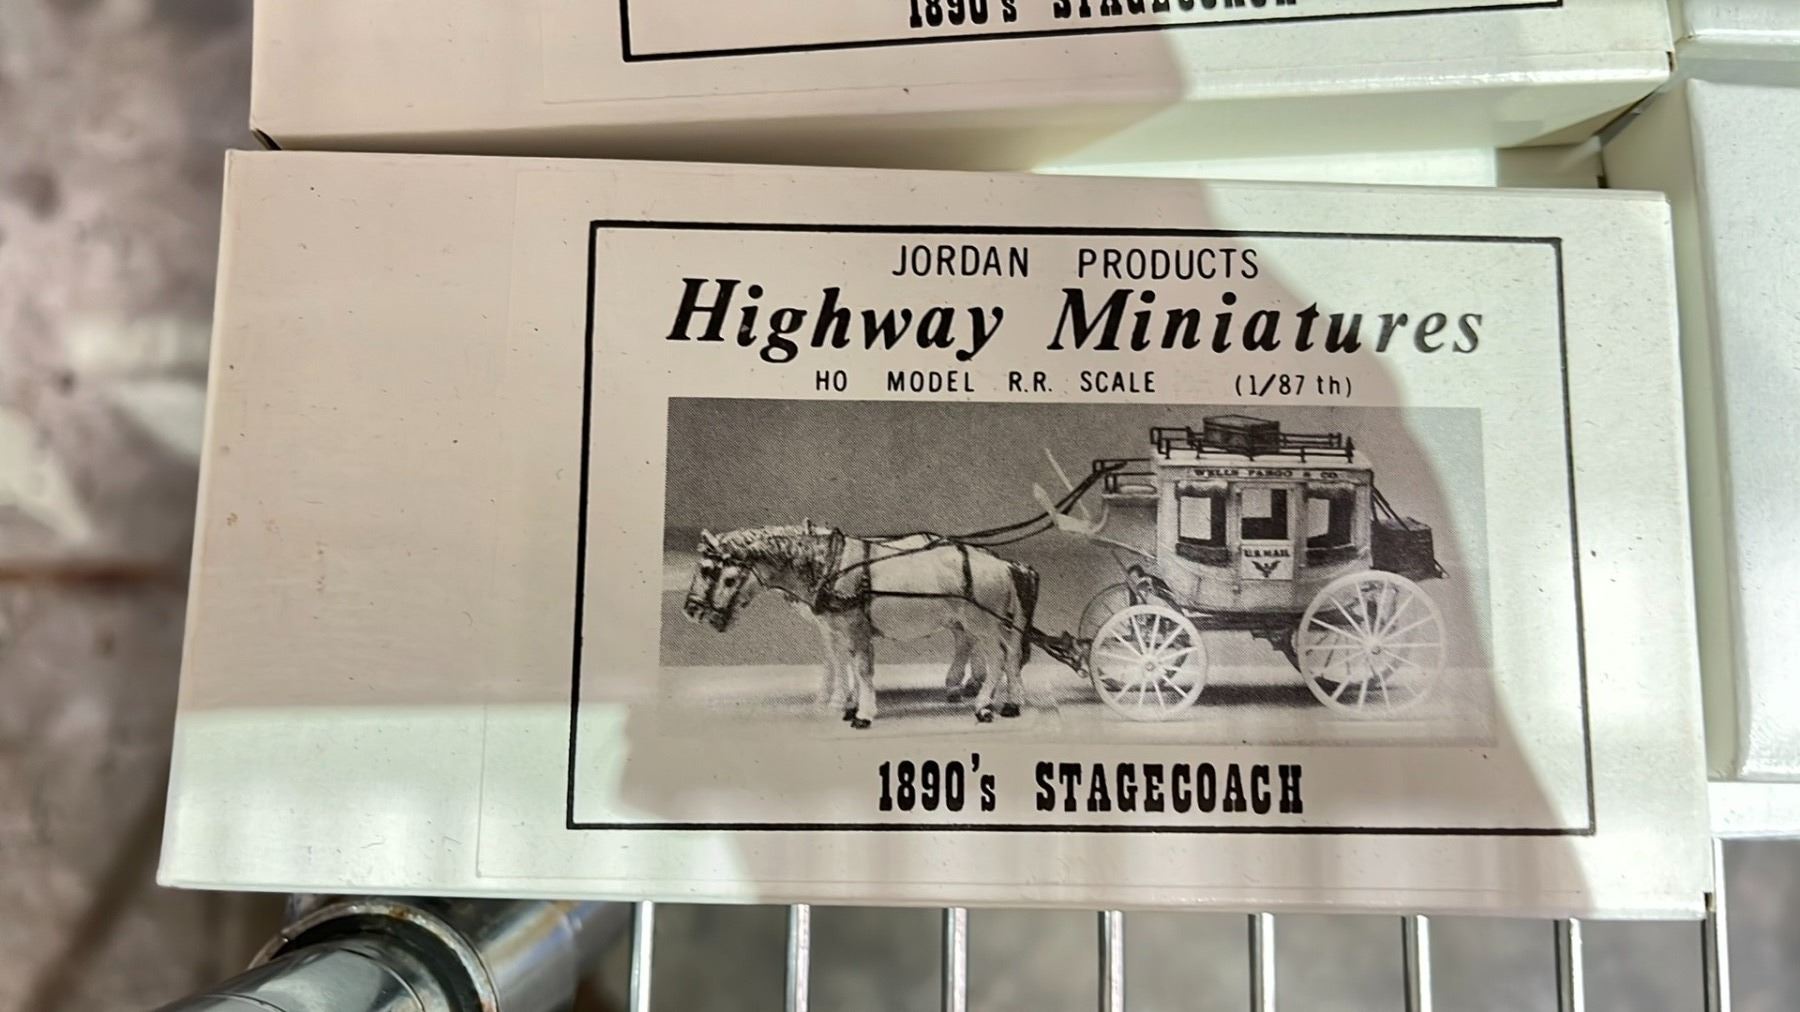 1890's STAGECOACH
JORDAN PRODUCTS
Highway Miniatures
HO MODEL R.R. SCALE (1/87 th)
WELLS FARGO & CO
U.S. MAIL
1890's STAGECOACH